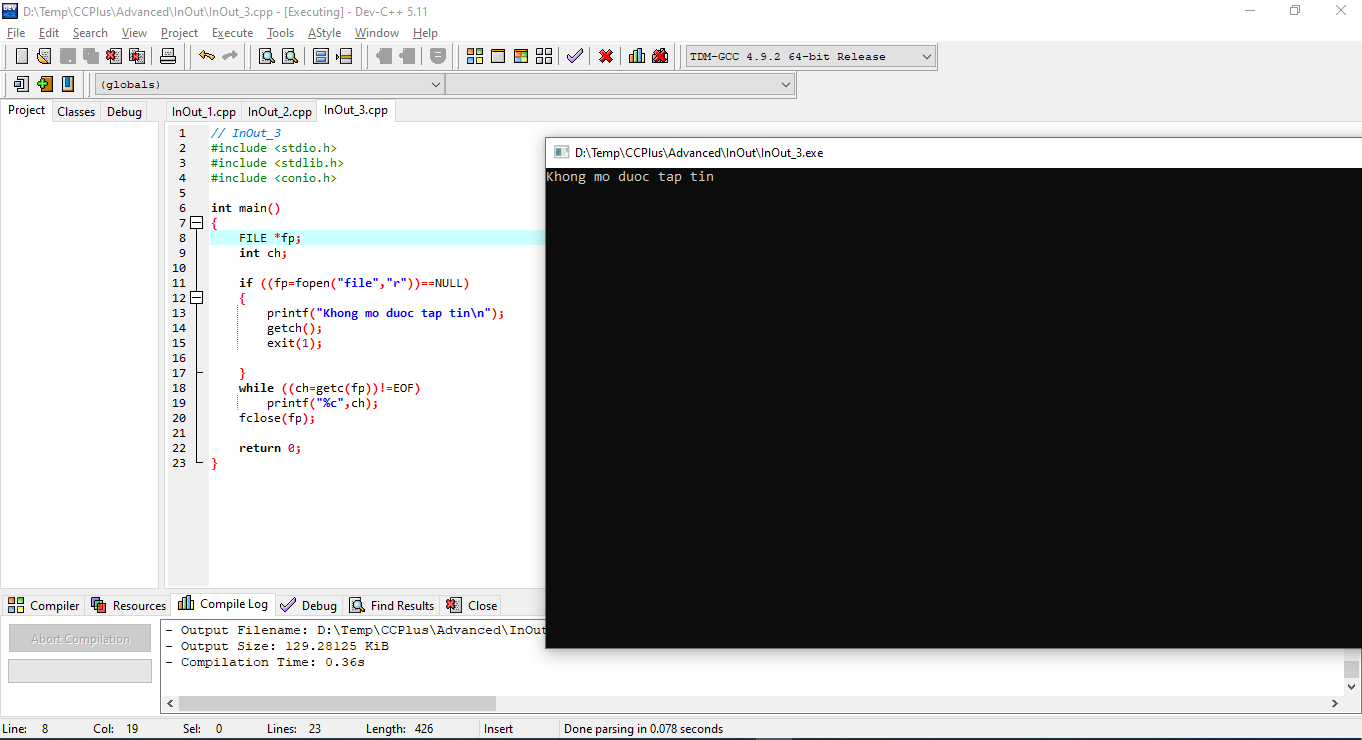 D:\Temp\CCPlus\Advanced\InOut\InOut_3.cpp - [Executing] - Dev-C++ 5.11
File Edit Search View Project Execute Tools AStyle Window Help
TDM-GCC 4.9.2 64-bit Release
(globals)
Project Classes Debug
InOut_1.cpp InOut_2.cpp InOut_3.cpp
1 // InOut_3
2 #include <stdio.h>
3 #include <stdlib.h>
4 #include <conio.h>
5
6 int main()
7 {
8 FILE *fp;
9 int ch;
10
11 if ((fp=fopen("file","r"))==NULL)
12 {
13 printf("Khong mo duoc tap tin\n");
14 getch();
15 exit(1);
16
17 }
18 while ((ch=getc(fp))!=EOF)
19 printf("%c",ch);
20 fclose(fp);
21
22 return 0;
23 }
D:\Temp\CCPlus\Advanced\InOut\InOut_3.exe
Khong mo duoc tap tin
Compiler Resources Compile Log Debug Find Results Close
Abort Compilation
- Output Filename: D:\Temp\CCPlus\Advanced\InOut
- Output Size: 129.28125 KiB
- Compilation Time: 0.36s
Line: 8 Col: 19 Sel: 0 Lines: 23 Length: 426 Insert Done parsing in 0.078 seconds